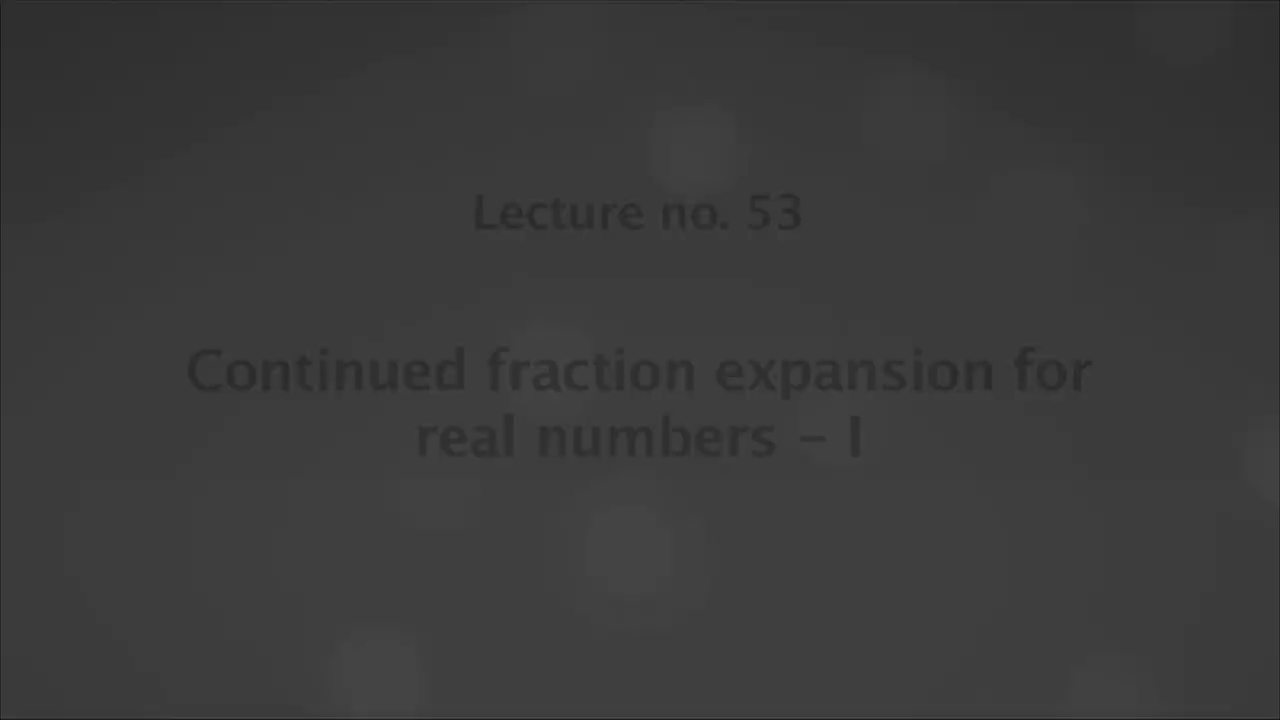 Lecture no. 53
Continued fraction expansion for
real numbers – I